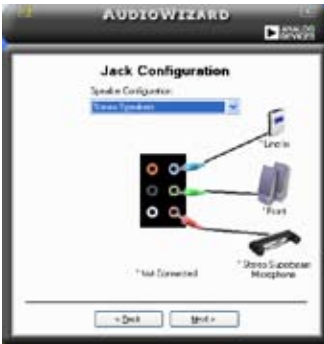 AUDIOWIZARD
ANALOG
DEVICES
Jack Configuration
Speaker Configuration
Stereo Speakers
* Line In
* Front
* Stereo Superbeam
Microphone
* Not Connected
< Back
Next >